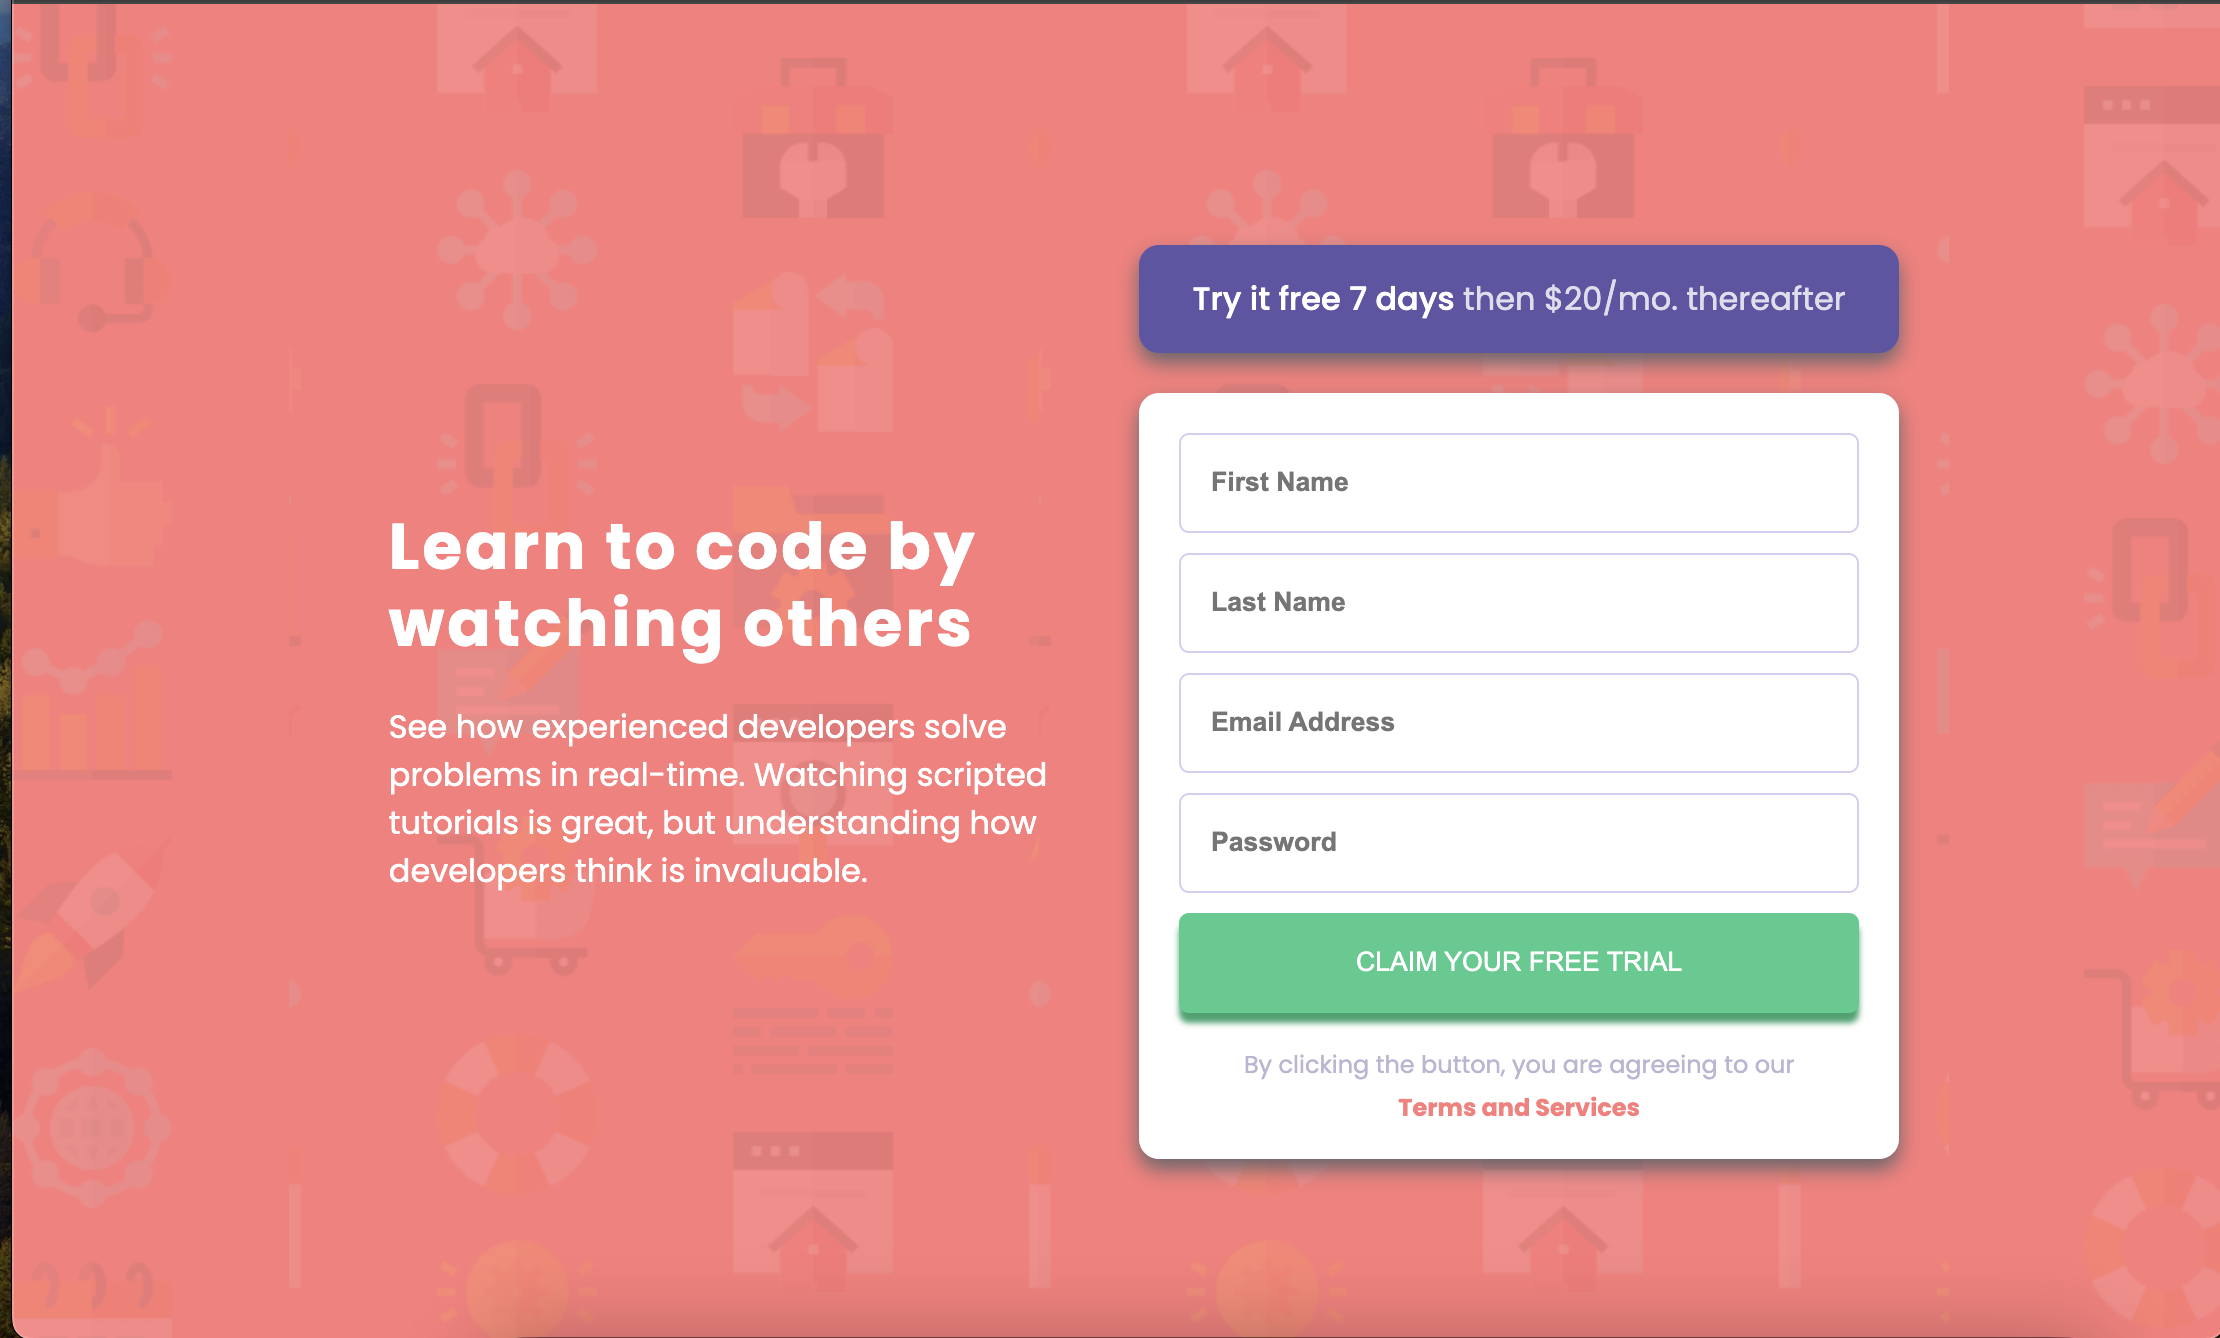 Learn to code by
watching others
See how experienced developers solve
problems in real-time. Watching scripted
tutorials is great, but understanding how
developers think is invaluable.
Try it free 7 days then $20/mo. thereafter
First Name
Last Name
Email Address
Password
CLAIM YOUR FREE TRIAL
By clicking the button, you are agreeing to our
Terms and Services